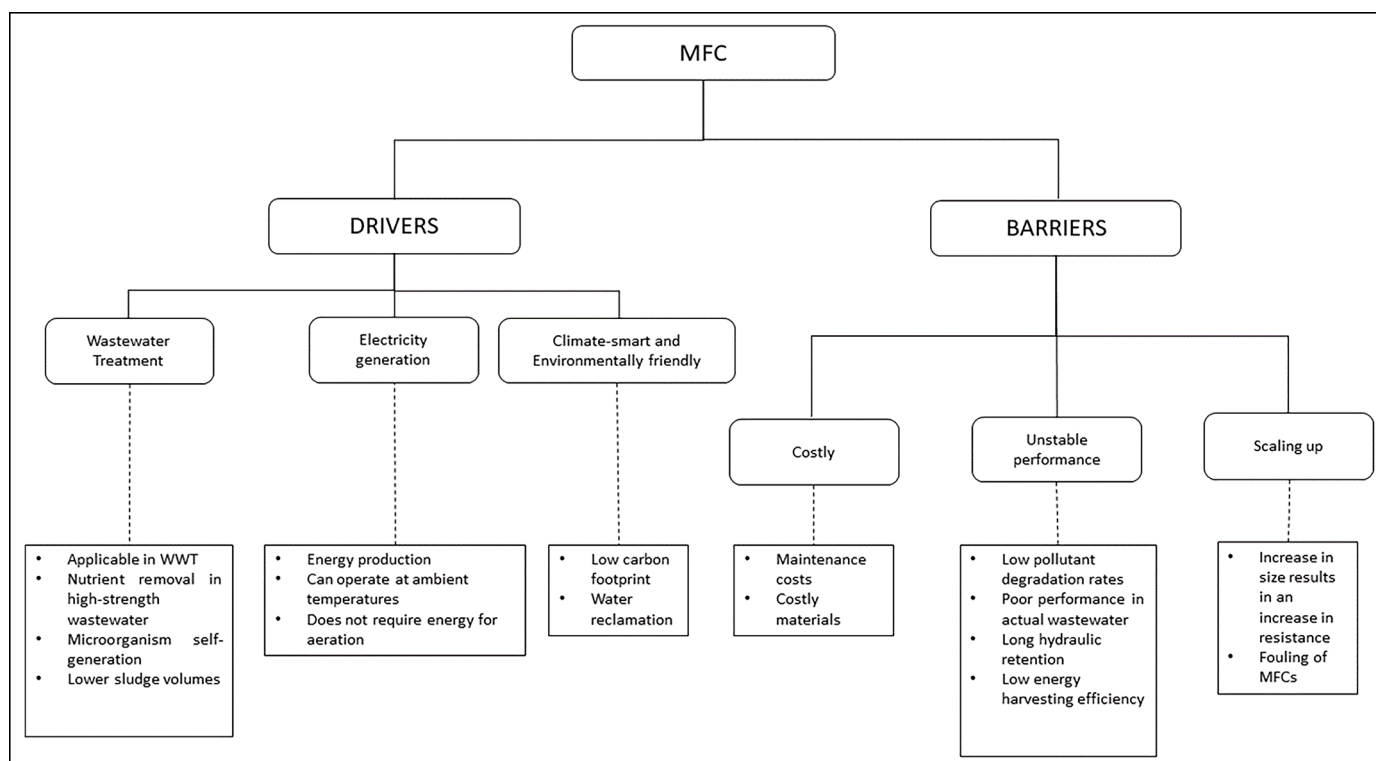 MFC
DRIVERS
BARRIERS
Wastewater
Treatment
Electricity
generation
Climate-smart and
Environmentally friendly
Costly
Unstable
performance
Scaling up
• Applicable in WWT
• Nutrient removal in
high-strength
wastewater
• Microorganism self-
generation
• Lower sludge volumes
• Energy production
• Can operate at ambient
temperatures
• Does not require energy for
aeration
• Low carbon
footprint
• Water
reclamation
• Maintenance
costs
• Costly
materials
• Low pollutant
degradation rates
• Poor performance in
actual wastewater
• Long hydraulic
retention
• Low energy
harvesting efficiency
• Increase in
size results
in an
increase in
resistance
• Fouling of
MFCs